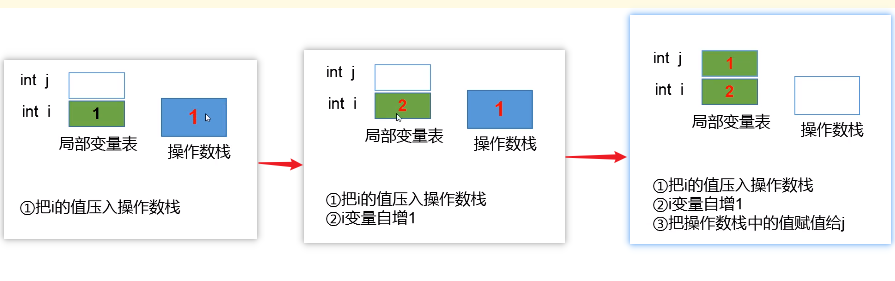 int j
int i
1
1
局部变量表
操作数栈
①把i的值压入操作数栈
int j
int i
2
1
局部变量表
操作数栈
①把i的值压入操作数栈
②i变量自增1
int j
1
int i
2
局部变量表
操作数栈
①把i的值压入操作数栈
②i变量自增1
③把操作数栈中的值赋值给j